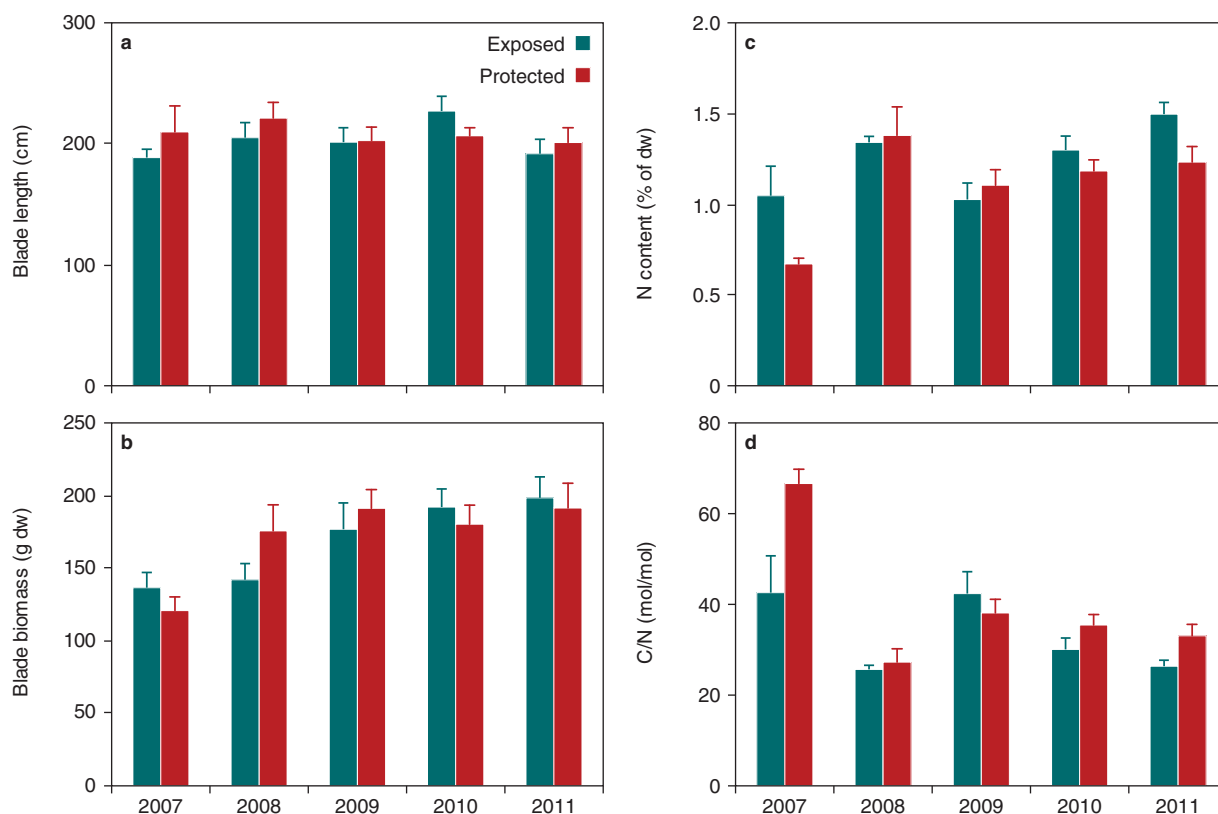 a
Exposed
Protected
Blade length (cm)
300
200
100
0
b
Blade biomass (g dw)
250
200
150
100
50
0
2007 2008 2009 2010 2011
c
N content (% of dw)
2.0
1.5
1.0
0.5
0
d
C/N (mol/mol)
80
60
40
20
0
2007 2008 2009 2010 2011